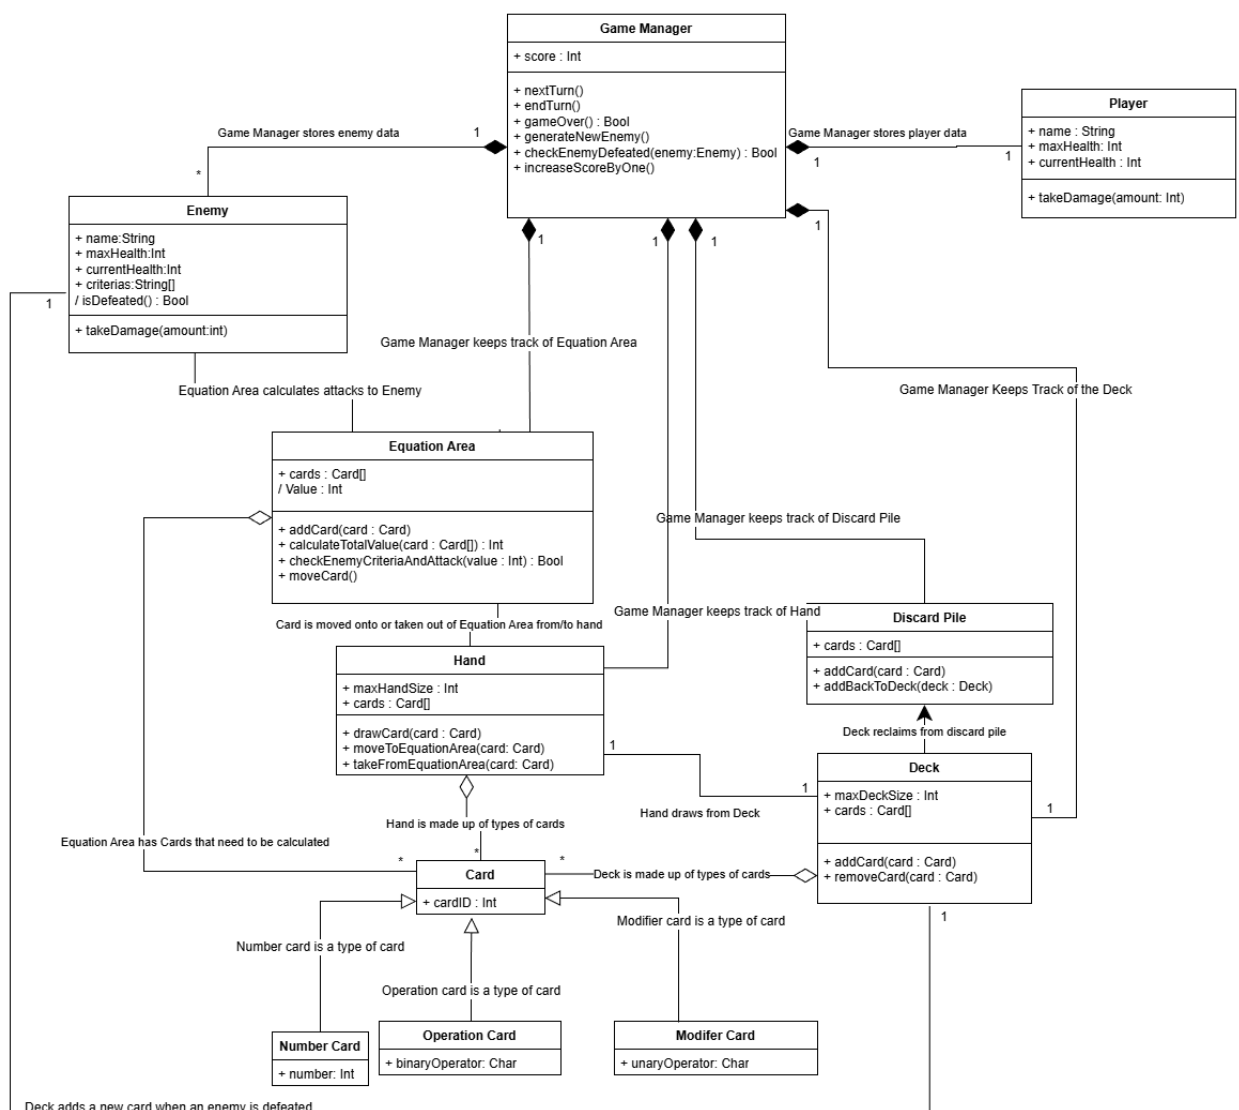 Game Manager
+ score : Int
+ nextTurn()
+ endTurn()
+ gameOver() : Bool
+ generateNewEnemy()
+ checkEnemyDefeated(enemy:Enemy) : Bool
+ increaseScoreByOne()
Player
+ name : String
+ maxHealth: Int
+ currentHealth : Int
+ takeDamage(amount: Int)
Game Manager stores enemy data
1
*
Game Manager stores player data
1
1
Enemy
+ name:String
+ maxHealth:Int
+ currentHealth:Int
+ criterias:String[]
/ isDefeated() : Bool
+ takeDamage(amount:int)
1
1
1
1
1
Game Manager keeps track of Equation Area
Equation Area calculates attacks to Enemy
Game Manager Keeps Track of the Deck
Equation Area
+ cards : Card[]
/ Value : Int
+ addCard(card : Card)
+ calculateTotalValue(card : Card[]) : Int
+ checkEnemyCriteriaAndAttack(value : Int) : Bool
+ moveCard()
Game Manager keeps track of Discard Pile
Game Manager keeps track of Hand
Card is moved onto or taken out of Equation Area from/to hand
Discard Pile
+ cards : Card[]
+ addCard(card : Card)
+ addBackToDeck(deck : Deck)
Hand
+ maxHandSize : Int
+ cards : Card[]
+ drawCard(card : Card)
+ moveToEquationArea(card: Card)
+ takeFromEquationArea(card: Card)
Deck reclaims from discard pile
1
1
Hand draws from Deck
Deck
+ maxDeckSize : Int
+ cards : Card[]
+ addCard(card : Card)
+ removeCard(card : Card)
1
1
Hand is made up of types of cards
Equation Area has Cards that need to be calculated
*
*
*
Deck is made up of types of cards
Card
+ cardID : Int
Number card is a type of card
Modifier card is a type of card
Operation card is a type of card
Number Card
+ number: Int
Operation Card
+ binaryOperator: Char
Modifer Card
+ unaryOperator: Char
Deck adds a new card when an enemy is defeated